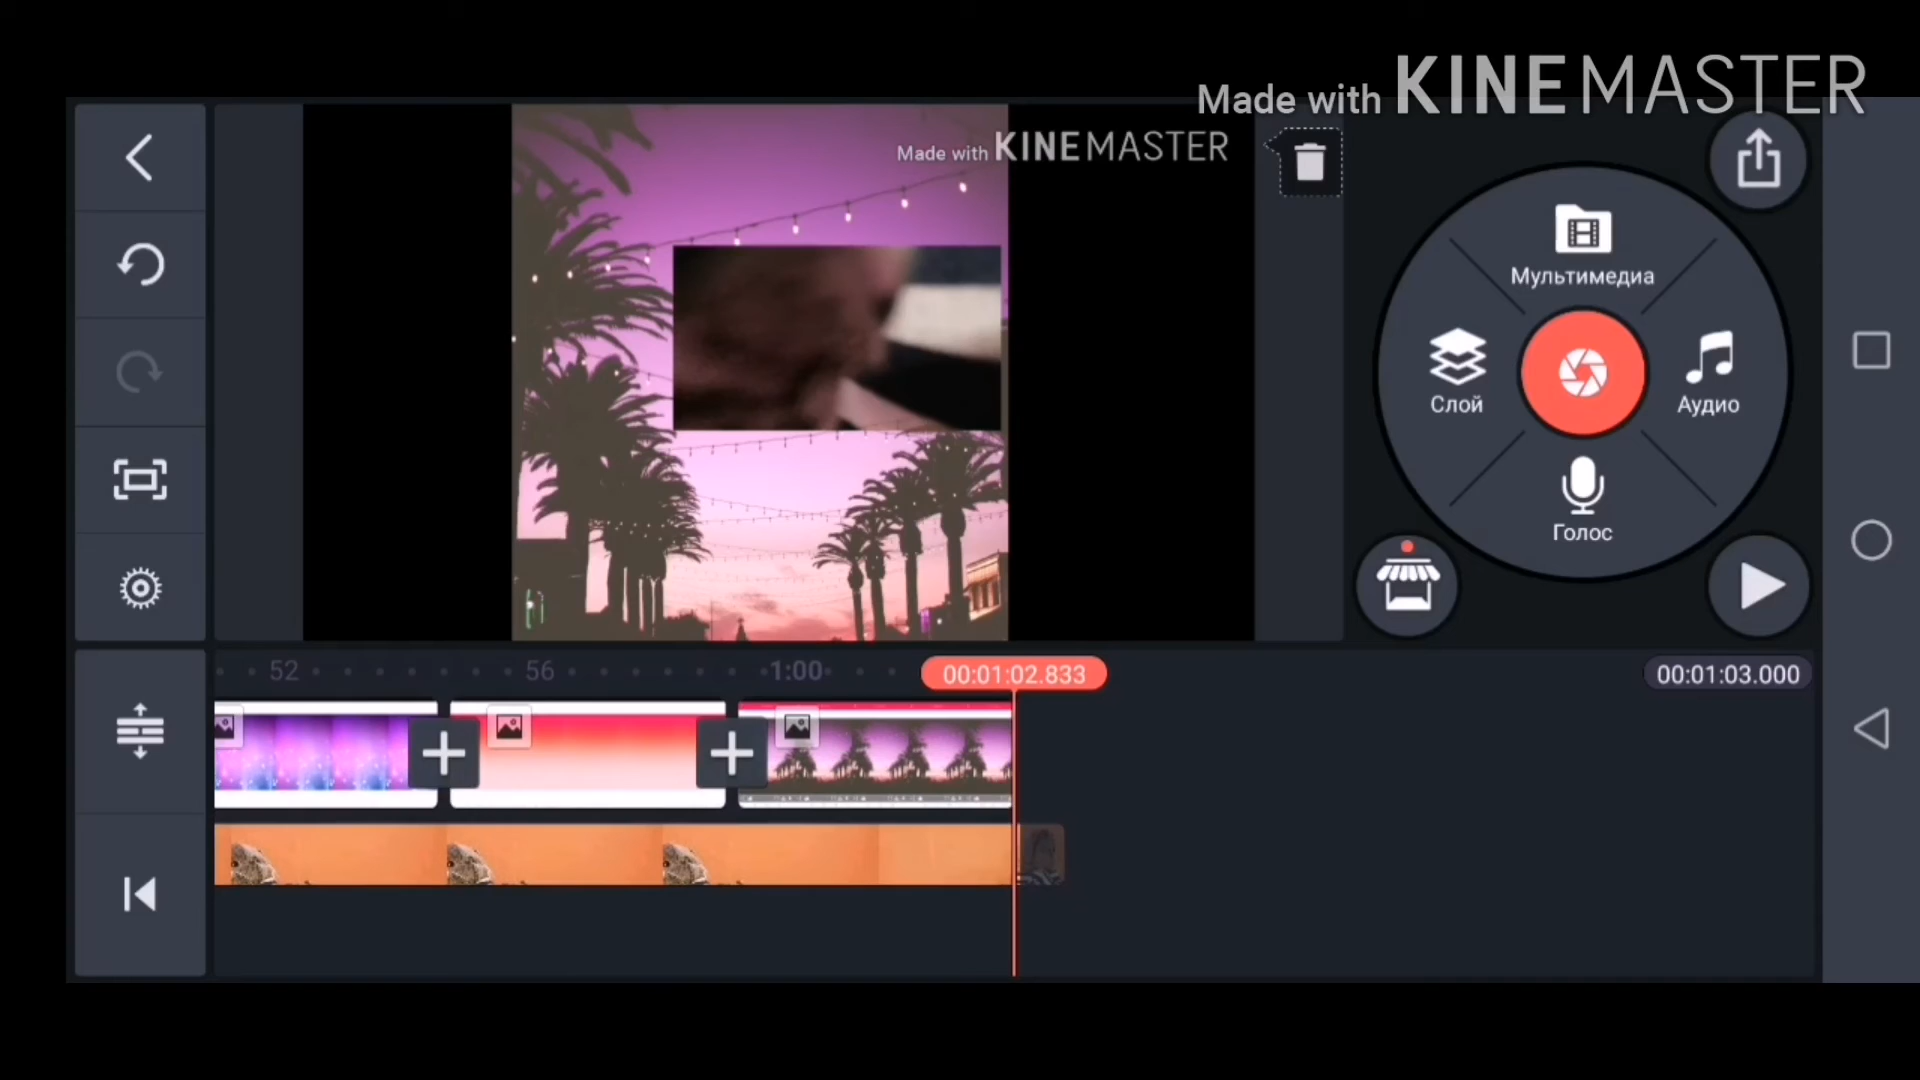 Made with KINEMASTER
Made with KINEMASTER
Мультимедиа
Слой
Аудио
Голос
52
56
1:00
00:01:02.833
00:01:03.000